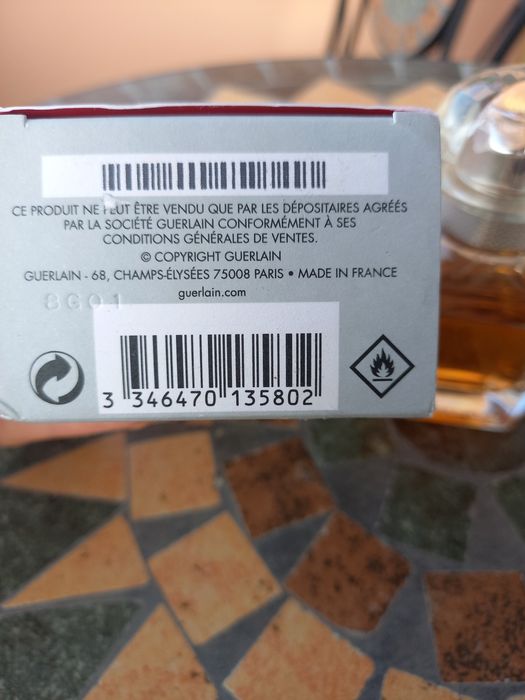 CE PRODUIT NE PEUT ÊTRE VENDU QUE PAR LES DÉPOSITAIRES AGRÉÉS
PAR LA SOCIÉTÉ GUERLAIN CONFORMÉMENT À SES
CONDITIONS GÉNÉRALES DE VENTES.
© COPYRIGHT GUERLAIN
GUERLAIN - 68, CHAMPS-ÉLYSÉES 75008 PARIS • MADE IN FRANCE
guerlain.com
8G01
3 346470 135802